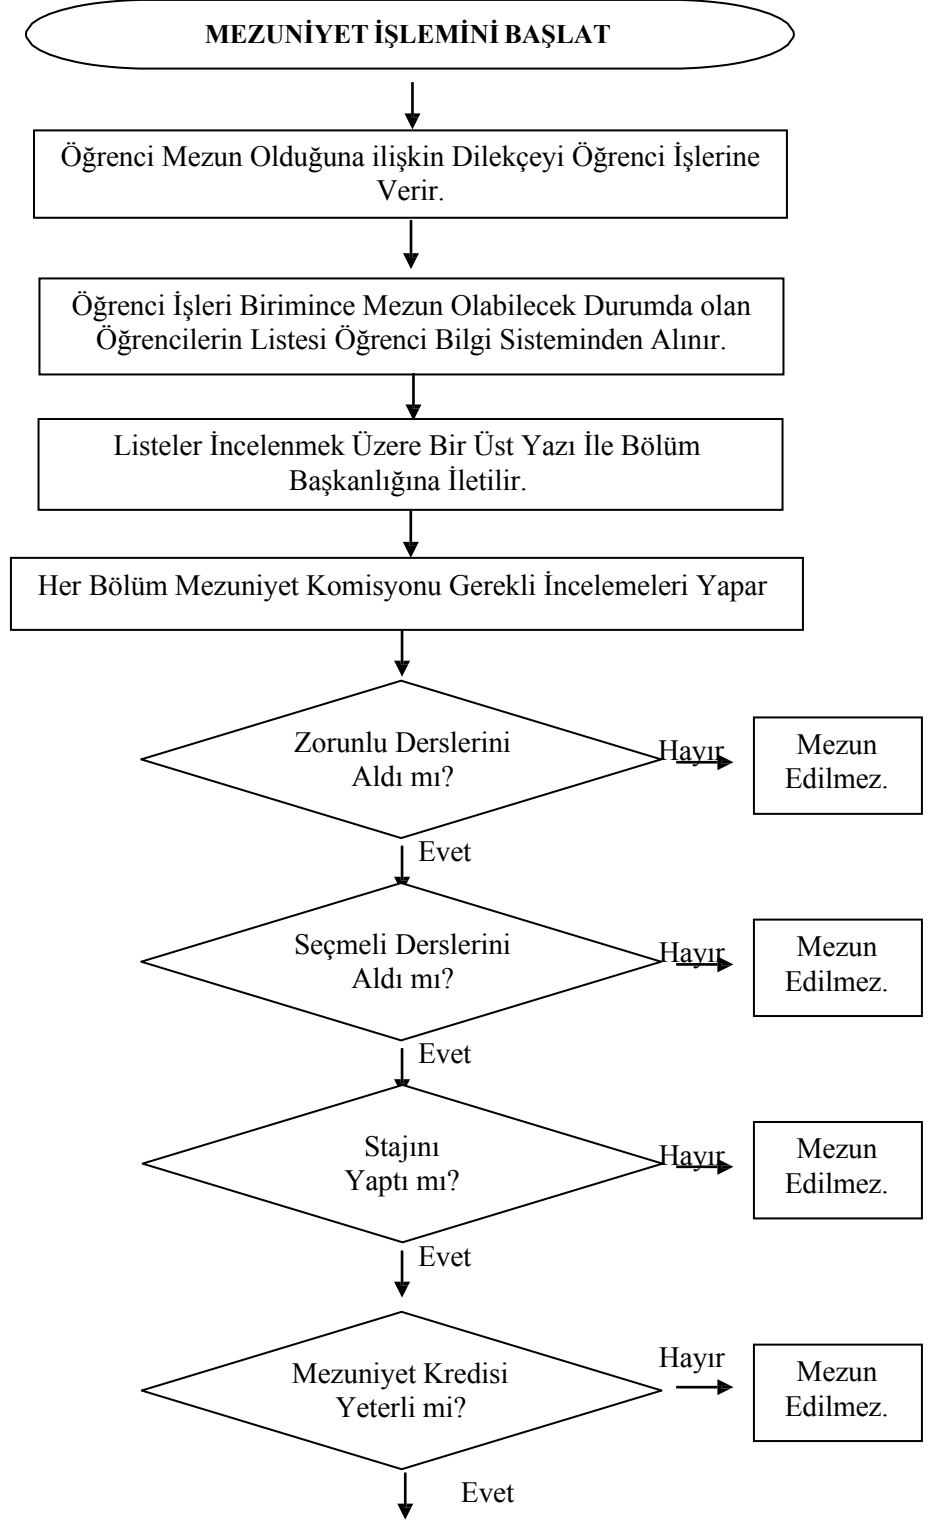 MEZUNİYET İŞLEMİNİ BAŞLAT
Öğrenci Mezun Olduğuna ilişkin Dilekçeyi Öğrenci İşlerine
Verir.
Öğrenci İşleri Birimince Mezun Olabilecek Durumda olan
Öğrencilerin Listesi Öğrenci Bilgi Sisteminden Alınır.
Listeler İncelenmek Üzere Bir Üst Yazı İle Bölüm
Başkanlığına İletilir.
Her Bölüm Mezuniyet Komisyonu Gerekli İncelemeleri Yapar
Zorunlu Derslerini
Aldı mı?
Hayır
Mezun
Edilmez.
Evet
Seçmeli Derslerini
Aldı mı?
Hayır
Mezun
Edilmez.
Evet
Stajını
Yaptı mı?
Hayır
Mezun
Edilmez.
Evet
Mezuniyet Kredisi
Yeterli mi?
Hayır
Mezun
Edilmez.
Evet